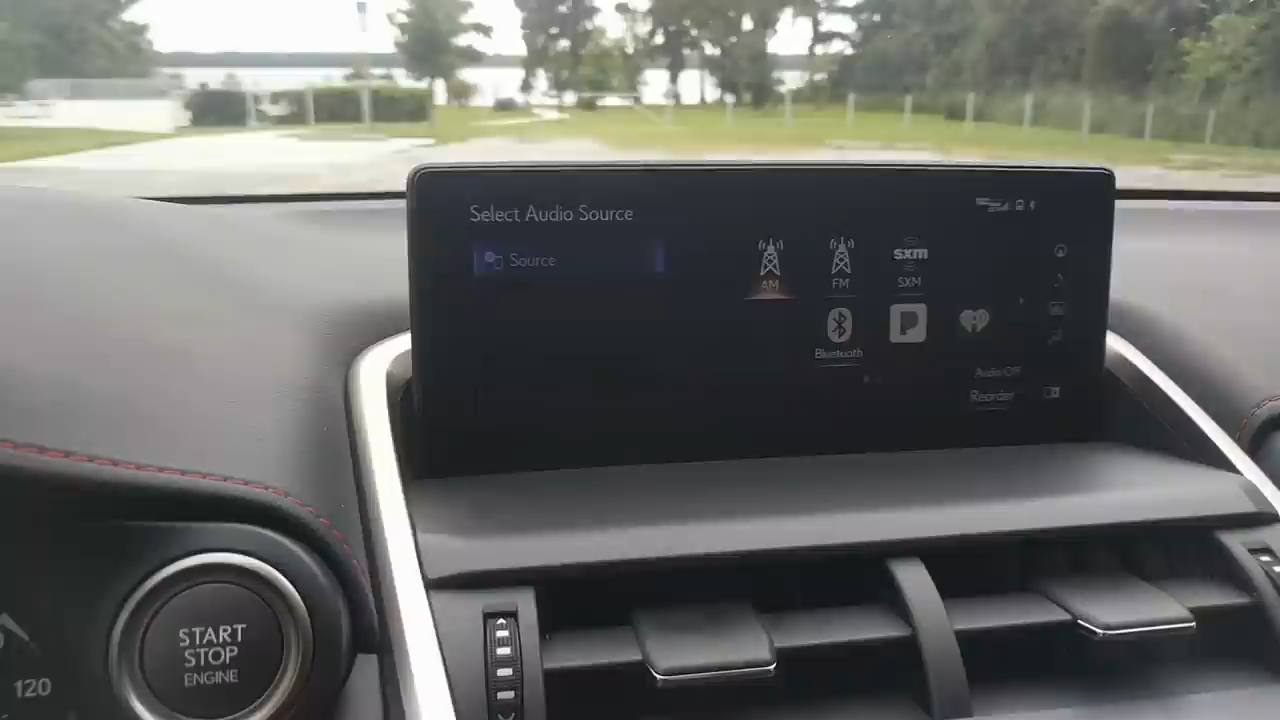 Select Audio Source
Source
AM
FM
sxm
SXM
Bluetooth
Audio Off
Reorder
START
STOP
ENGINE
120